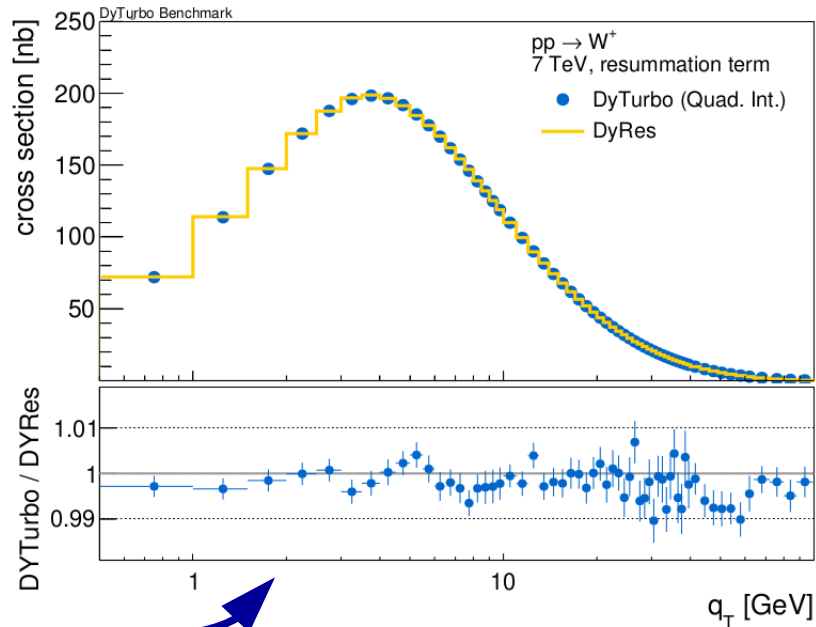 DyTurbo Benchmark
cross section [nb]
250
200
150
100
50
pp → W⁺
7 TeV, resummation term
DyTurbo (Quad. Int.)
DyRes
DYTurbo / DYRes
1.01
1
0.99
1
10
q_T [GeV]